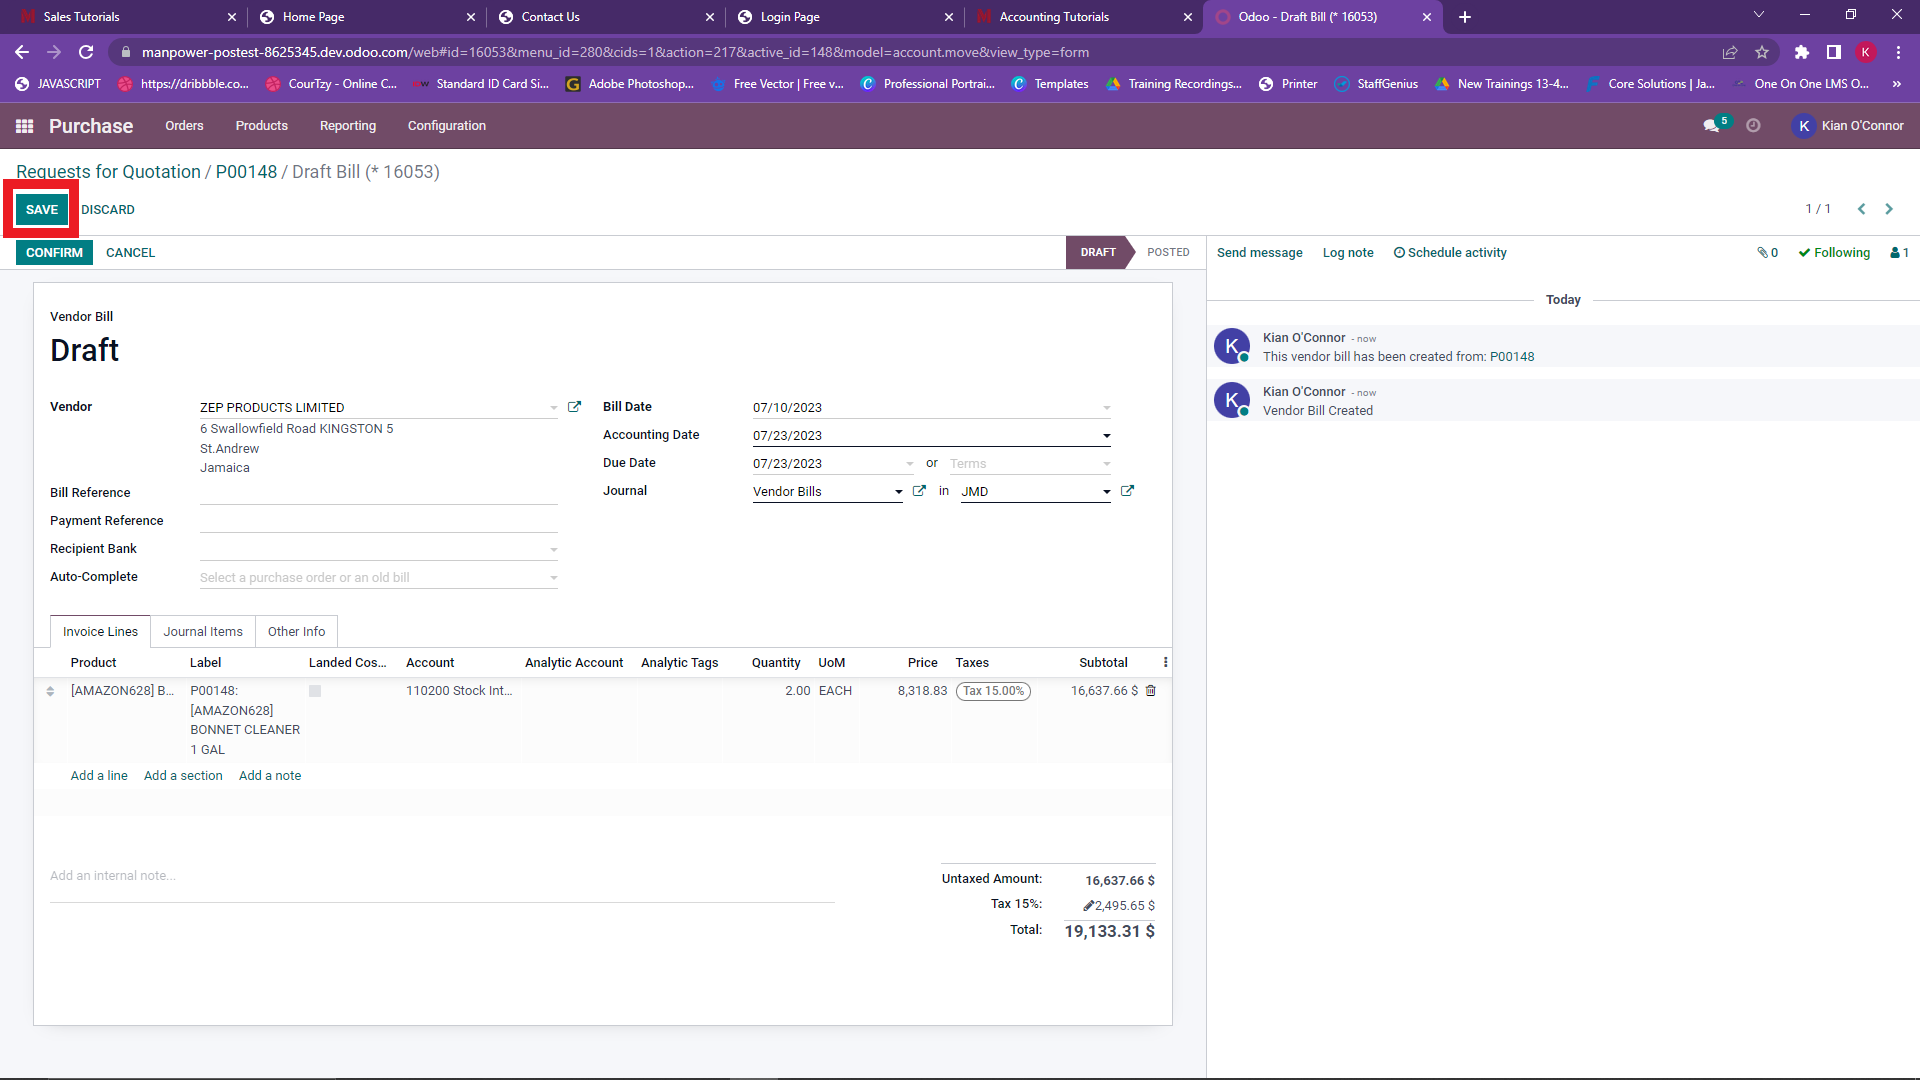 Sales Tutorials
Home Page
Contact Us
Login Page
Accounting Tutorials
Odoo - Draft Bill (* 16053)
manpower-postest-8625345.dev.odoo.com/web#id=16053&menu_id=280&cids=1&action=217&active_id=148&model=account.move&view_type=form
K
JAVASCRIPT
https://dribbble.co...
CourTzy - Online C...
Standard ID Card Si...
Adobe Photoshop...
Free Vector | Free v...
Professional Portrai...
Templates
Training Recordings...
Printer
StaffGenius
New Trainings 13-4...
Core Solutions | Ja...
One On One LMS O...
»
Purchase Orders Products Reporting Configuration
5
K Kian O'Connor
Requests for Quotation / P00148 / Draft Bill (* 16053)
SAVE DISCARD
1 / 1
CONFIRM CANCEL
DRAFT POSTED
Send message Log note Schedule activity
0 Following 1
Vendor Bill
Draft
Vendor ZEP PRODUCTS LIMITED
6 Swallowfield Road KINGSTON 5
St.Andrew
Jamaica
Bill Reference
Payment Reference
Recipient Bank
Auto-Complete Select a purchase order or an old bill
Bill Date 07/10/2023
Accounting Date 07/23/2023
Due Date 07/23/2023 or Terms
Journal Vendor Bills in JMD
Invoice Lines Journal Items Other Info
Product Label Landed Cos... Account Analytic Account Analytic Tags Quantity UoM Price Taxes Subtotal
[AMAZON628] B... P00148: 110200 Stock Int... 2.00 EACH 8,318.83 Tax 15.00% 16,637.66 $
[AMAZON628]
BONNET CLEANER
1 GAL
Add a line Add a section Add a note
Add an internal note...
Untaxed Amount: 16,637.66 $
Tax 15%: 2,495.65 $
Total: 19,133.31 $
Today
K
Kian O'Connor - now
This vendor bill has been created from: P00148
K
Kian O'Connor - now
Vendor Bill Created